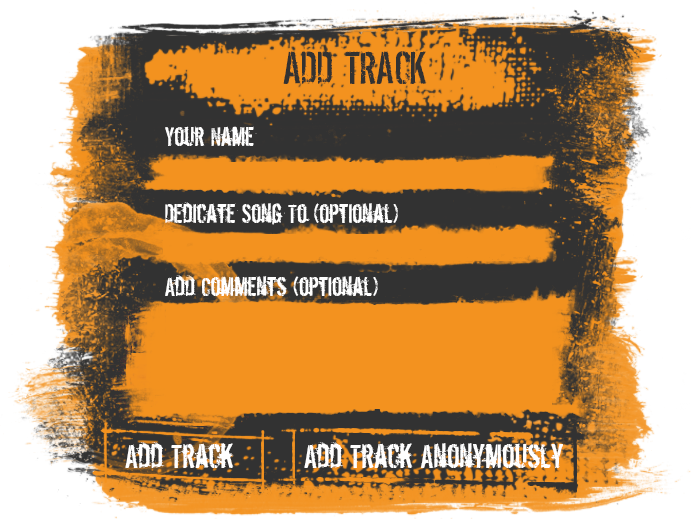 ADD TRACK
YOUR NAME
DEDICATE SONG TO (OPTIONAL)
ADD COMMENTS (OPTIONAL)
ADD TRACK
ADD TRACK ANONYMOUSLY